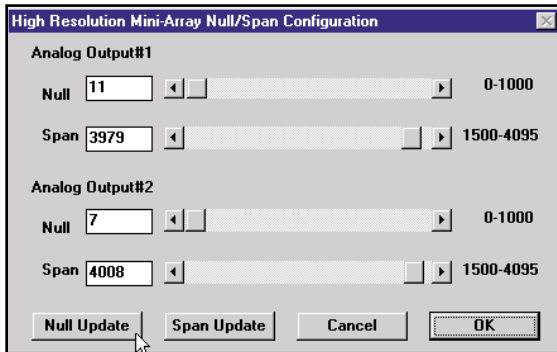 High Resolution Mini-Array Null/Span Configuration
Analog Output#1
Null 11 0-1000
Span 3979 1500-4095
Analog Output#2
Null 7 0-1000
Span 4008 1500-4095
Null Update Span Update Cancel OK